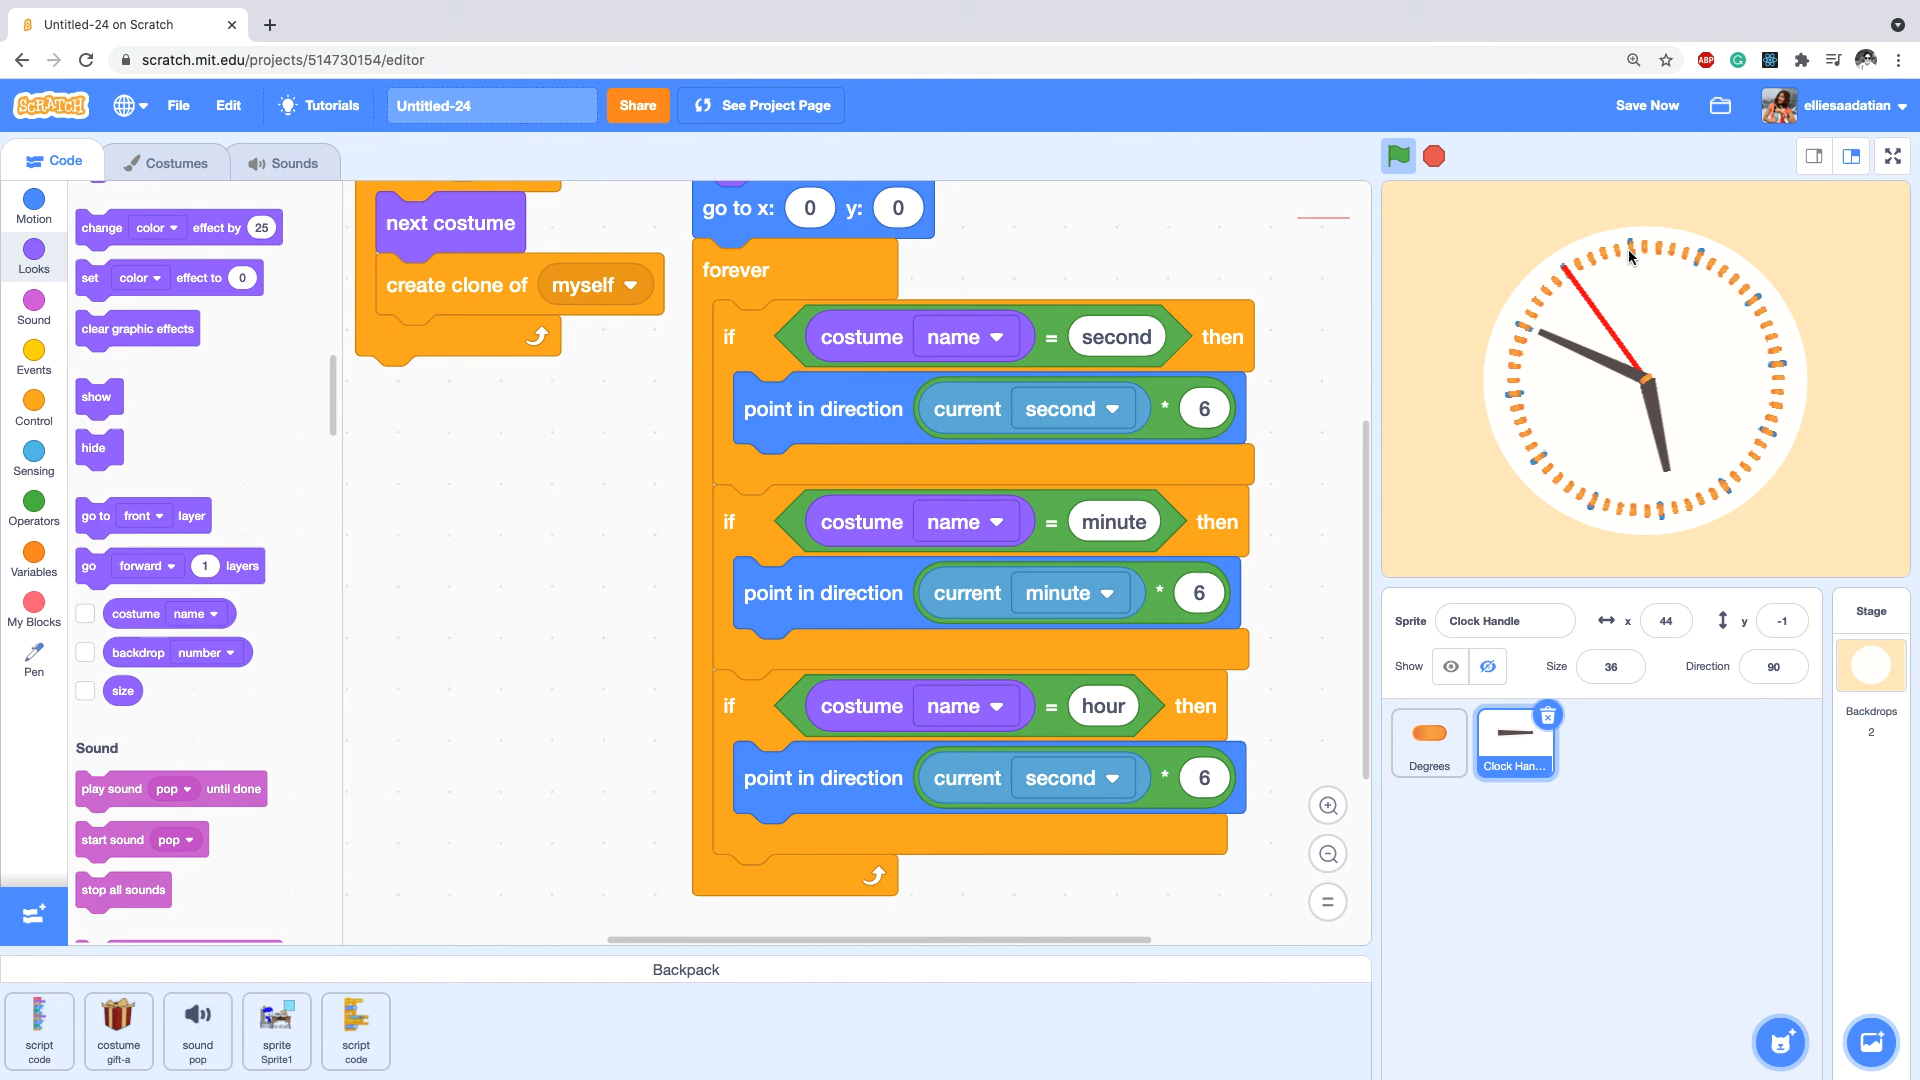 Untitled-24 on Scratch
scratch.mit.edu/projects/514730154/editor
ABP
SCRATCH
File
Edit
Tutorials
Untitled-24
Share
See Project Page
Save Now
elliesaadatian
Code
Costumes
Sounds
Motion
Looks
Sound
Events
Control
Sensing
Operators
Variables
My Blocks
Pen
change color effect by 25
set color effect to 0
clear graphic effects
show
hide
go to front layer
go forward 1 layers
costume name
backdrop number
size
Sound
play sound pop until done
start sound pop
stop all sounds
next costume
create clone of myself
go to x: 0 y: 0
forever
if costume name = second then
point in direction current second * 6
if costume name = minute then
point in direction current minute * 6
if costume name = hour then
point in direction current second * 6
Sprite Clock Handle x 44 y -1
Show Size 36 Direction 90
Degrees
Clock Han...
Stage
Backdrops
2
Backpack
script
code
costume
gift-a
sound
pop
sprite
Sprite1
script
code